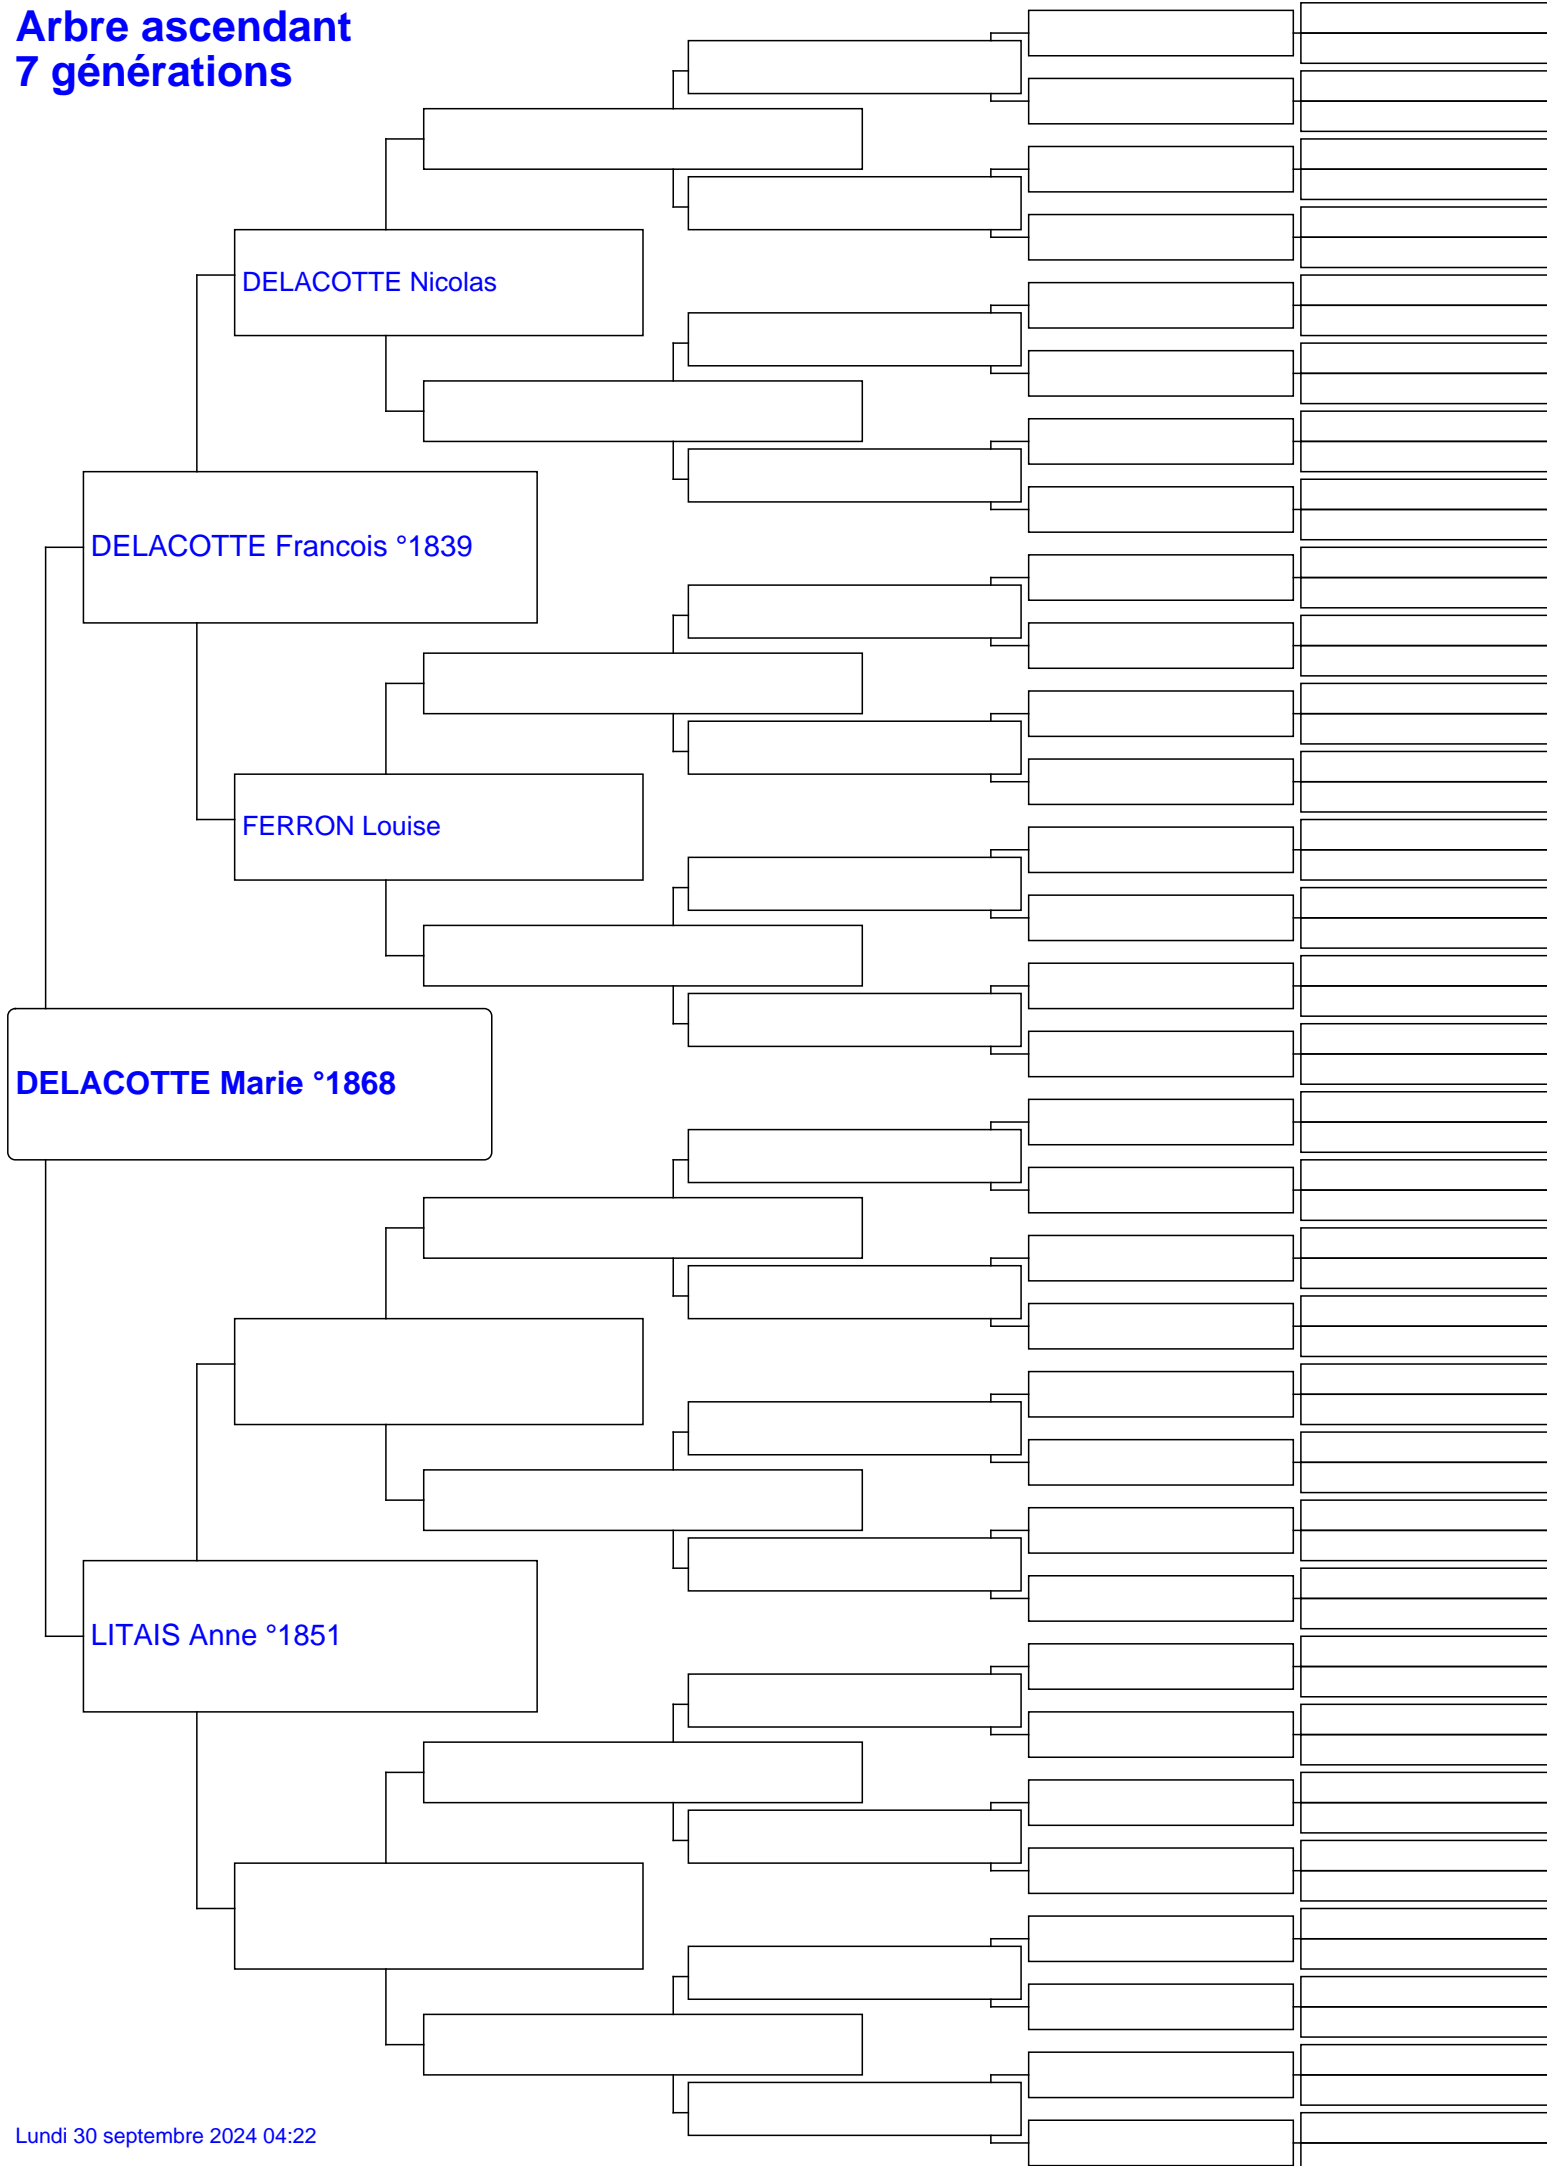 Arbre ascendant
7 générations
DELACOTTE Nicolas
DELACOTTE Francois °1839
FERRON Louise
DELACOTTE Marie °1868
LITAIS Anne °1851
Lundi 30 septembre 2024 04:22